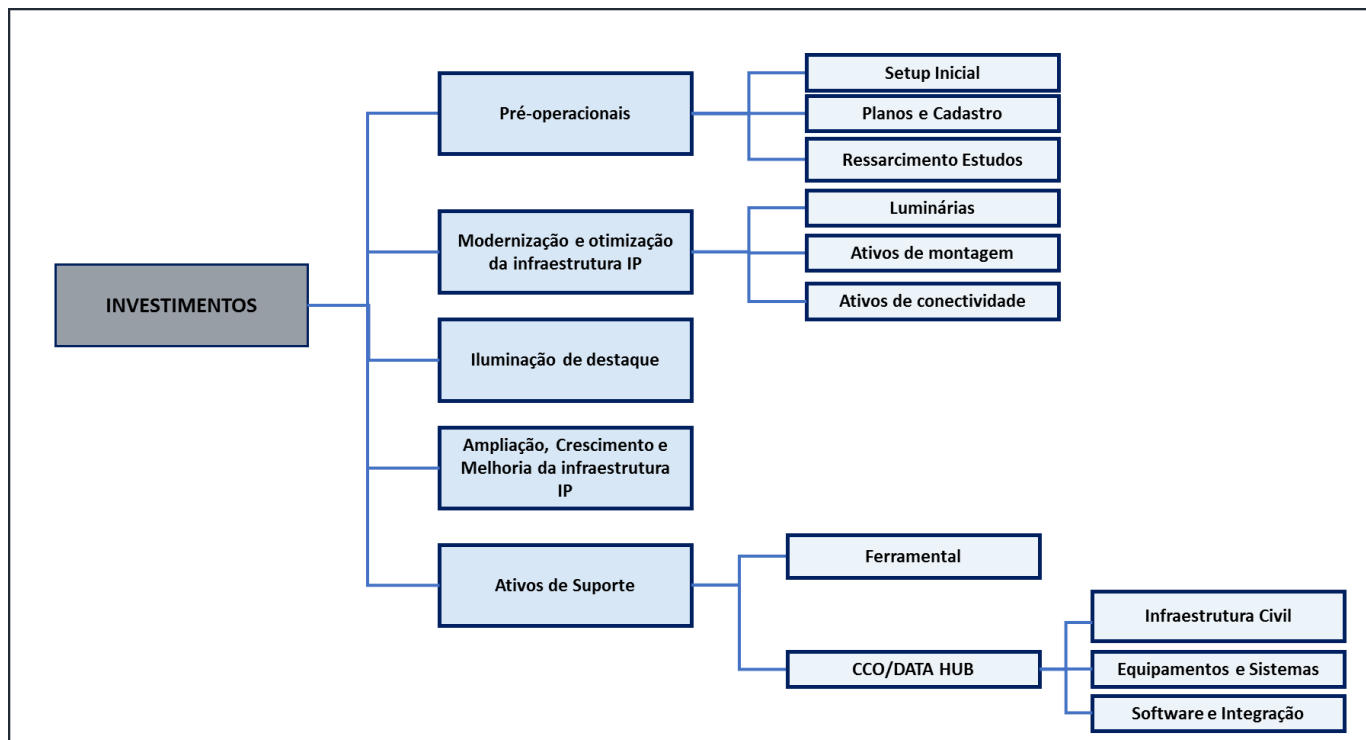 INVESTIMENTOS
Pré-operacionais
Setup Inicial
Planos e Cadastro
Ressarcimento Estudos
Modernização e otimização
da infraestrutura IP
Luminárias
Ativos de montagem
Ativos de conectividade
Iluminação de destaque
Ampliação, Crescimento e
Melhoria da infraestrutura
IP
Ativos de Suporte
Ferramental
CCO/DATA HUB
Infraestrutura Civil
Equipamentos e Sistemas
Software e Integração